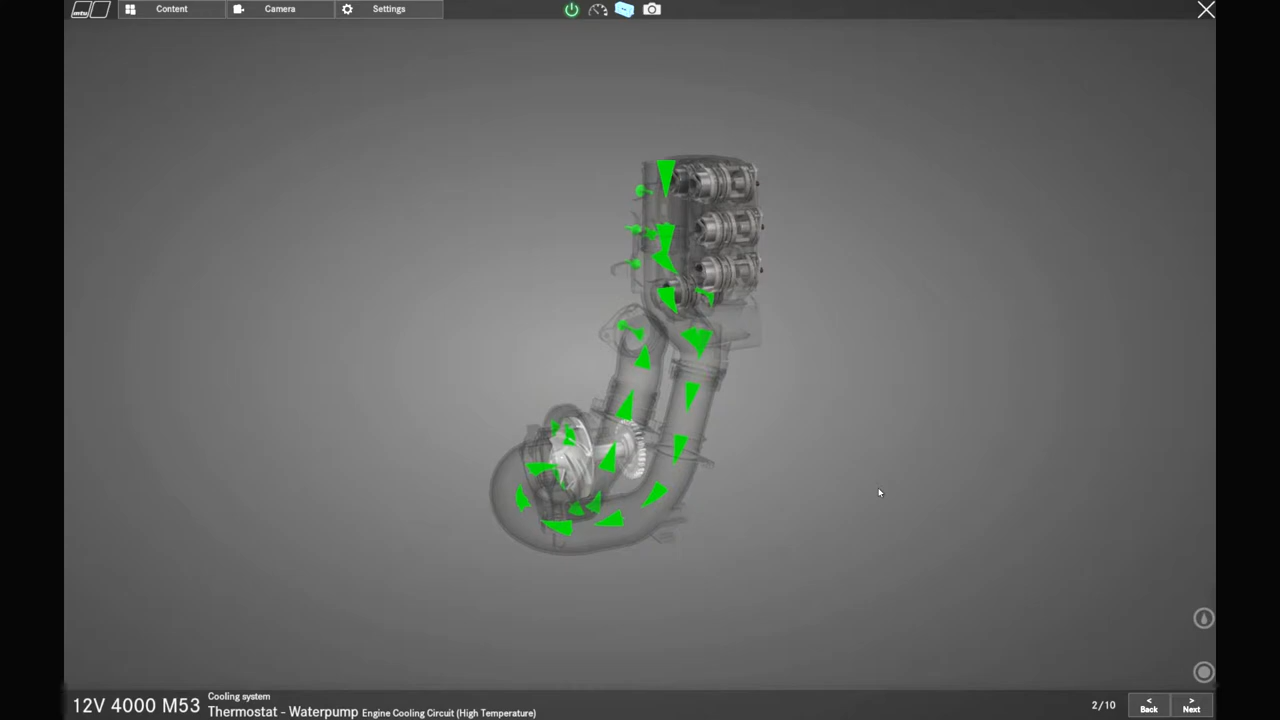 mtu
Content
Camera
Settings
12V 4000 M53
Cooling system
Thermostat - Waterpump Engine Cooling Circuit (High Temperature)
2/10
<
Back
>
Next